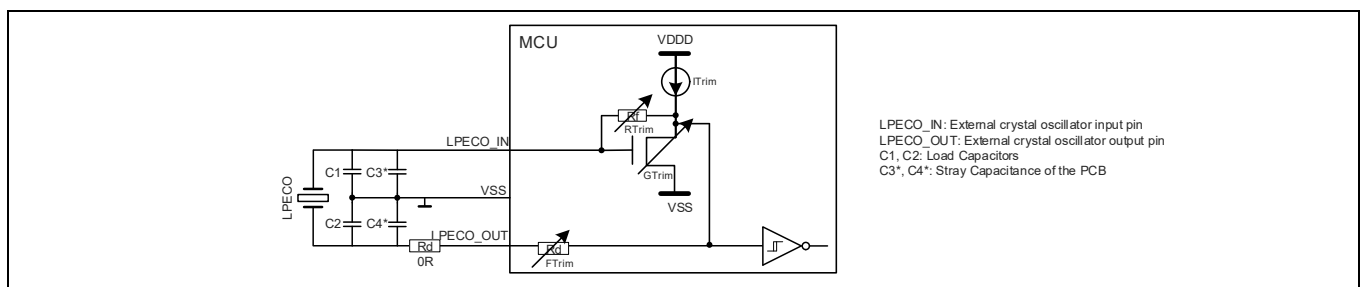 MCU
VDDD
ITrim
Rf
RTrim
LPECO_IN
GTrim
C1
C3*
LPECO
VSS
VSS
C2
C4*
LPECO_OUT
Rd
0R
Rd
FTrim
LPECO_IN: External crystal oscillator input pin
LPECO_OUT: External crystal oscillator output pin
C1, C2: Load Capacitors
C3*, C4*: Stray Capacitance of the PCB